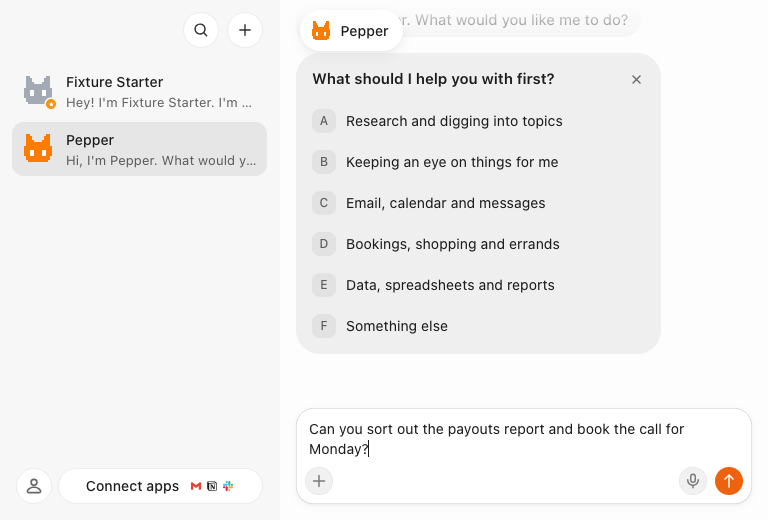 Fixture Starter
Hey! I'm Fixture Starter. I'm ...
Pepper
Hi, I'm Pepper. What would y...
Connect apps
r. What would you like me to do?
Pepper
What should I help you with first?
A Research and digging into topics
B Keeping an eye on things for me
C Email, calendar and messages
D Bookings, shopping and errands
E Data, spreadsheets and reports
F Something else
Can you sort out the payouts report and book the call for
Monday?